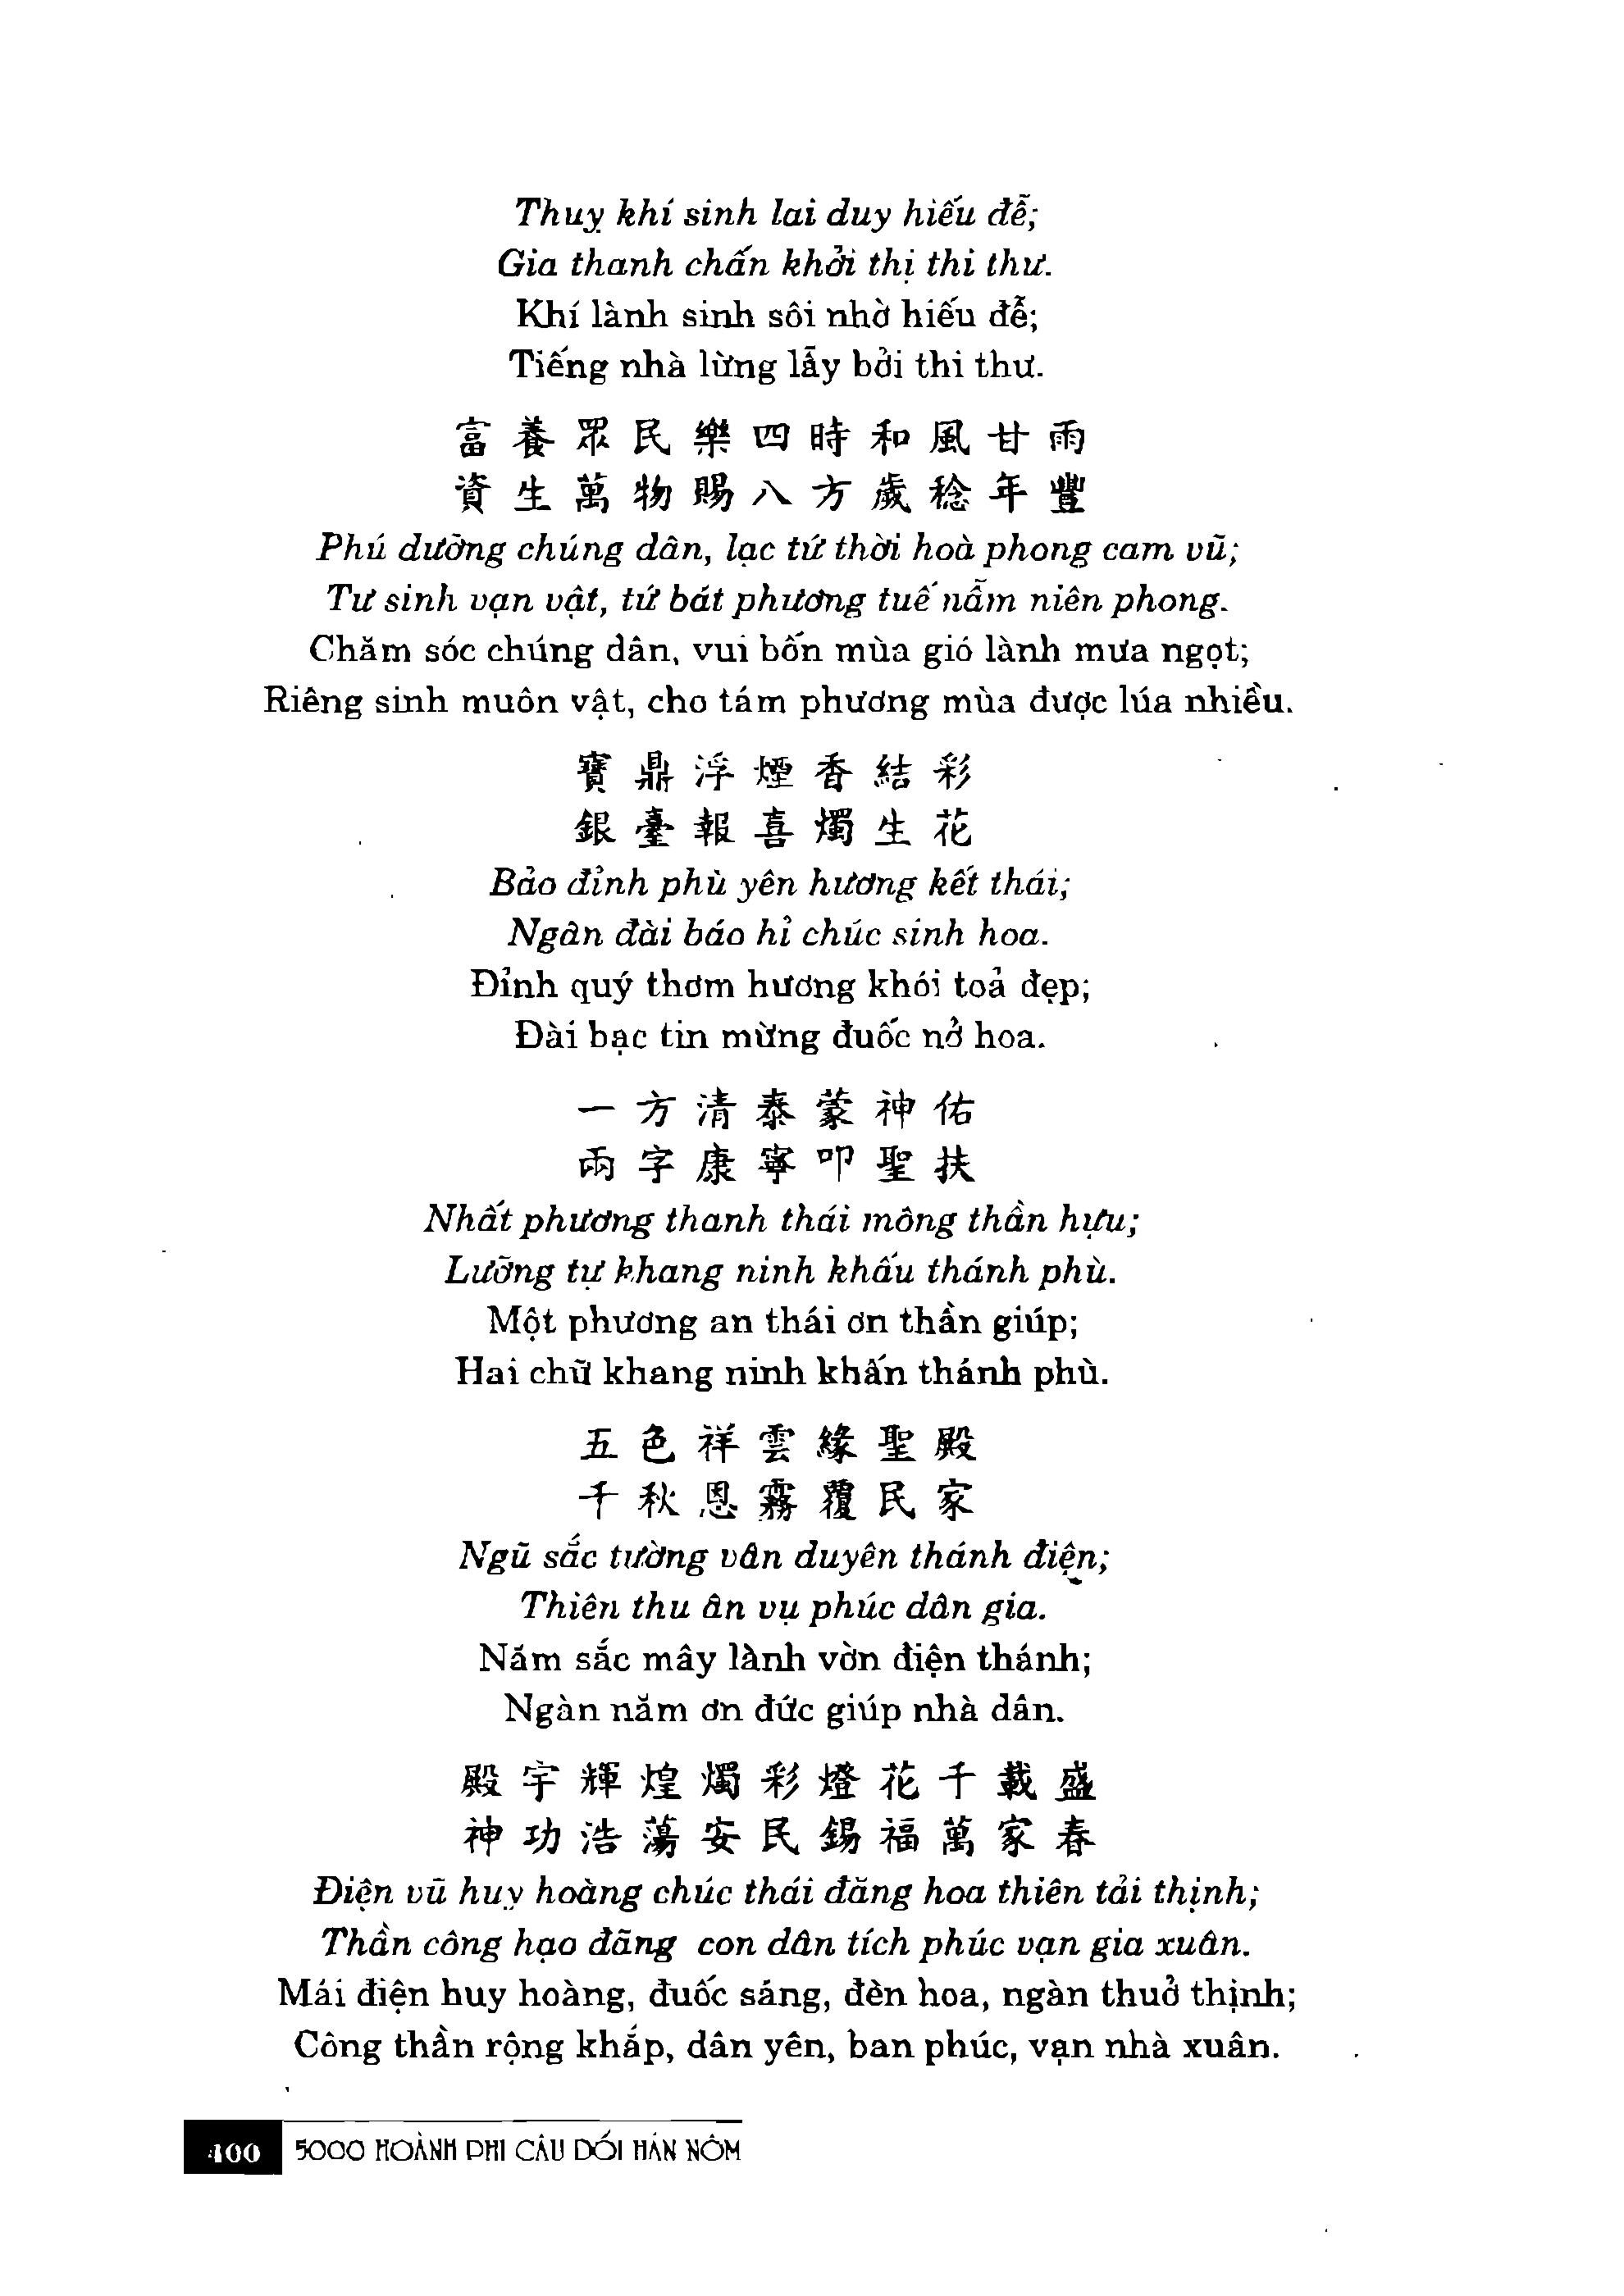 Thuỵ khí sinh lai duy hiếu đễ;
Gia thanh chấn khởi thị thi thư.
Khí lành sinh sôi nhờ hiếu đễ;
Tiếng nhà lừng lẫy bởi thi thư.
富養眾民樂四時和風甘雨
資生萬物賜八方歲稔年豐
Phú dưỡng chúng dân, lạc tứ thời hoà phong cam vũ;
Tư sinh vạn vật, tứ bát phương tuế nẫm niên phong.
Chăm sóc chúng dân, vui bốn mùa gió lành mưa ngọt;
Riêng sinh muôn vật, cho tám phương mùa được lúa nhiều.
寶鼎浮煙香結彩
銀臺報喜燭生花
Bảo đỉnh phù yên hương kết thái;
Ngân đài báo hỉ chúc sinh hoa.
Đỉnh quý thơm hương khói toả đẹp;
Đài bạc tin mừng đuốc nở hoa.
一方清泰蒙神佑
兩字康寧叩聖扶
Nhất phương thanh thái mông thần hựu;
Lưỡng tự khang ninh khấu thánh phù.
Một phương an thái ơn thần giúp;
Hai chữ khang ninh khấn thánh phù.
五色祥雲緣聖殿
千秋恩霧覆民家
Ngũ sắc tường vân duyên thánh điện;
Thiên thu ân vụ phúc dân gia.
Năm sắc mây lành vờn điện thánh;
Ngàn năm ơn đức giúp nhà dân.
殿宇輝煌燭彩燈花千載盛
神功浩蕩安民錫福萬家春
Điện vũ huy hoàng chúc thái đăng hoa thiên tải thịnh;
Thần công hạo đãng con dân tích phúc vạn gia xuân.
Mái điện huy hoàng, đuốc sáng, đèn hoa, ngàn thuở thịnh;
Công thần rộng khắp, dân yên, ban phúc, vạn nhà xuân.
400 5000 HOÀNH PHI CÂU ĐỐI HÁN NÔM